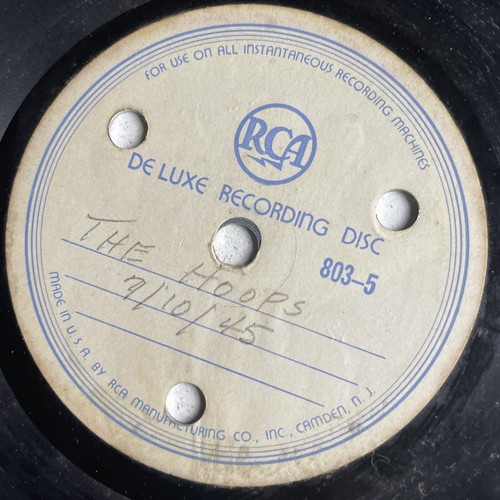 FOR USE ON ALL INSTANTANEOUS RECORDING MACHINES
RCA
DE LUXE RECORDING DISC
803-5
THE HOOPS
7/10/45
MADE IN U.S.A. BY RCA MANUFACTURING CO., INC., CAMDEN, N. J.